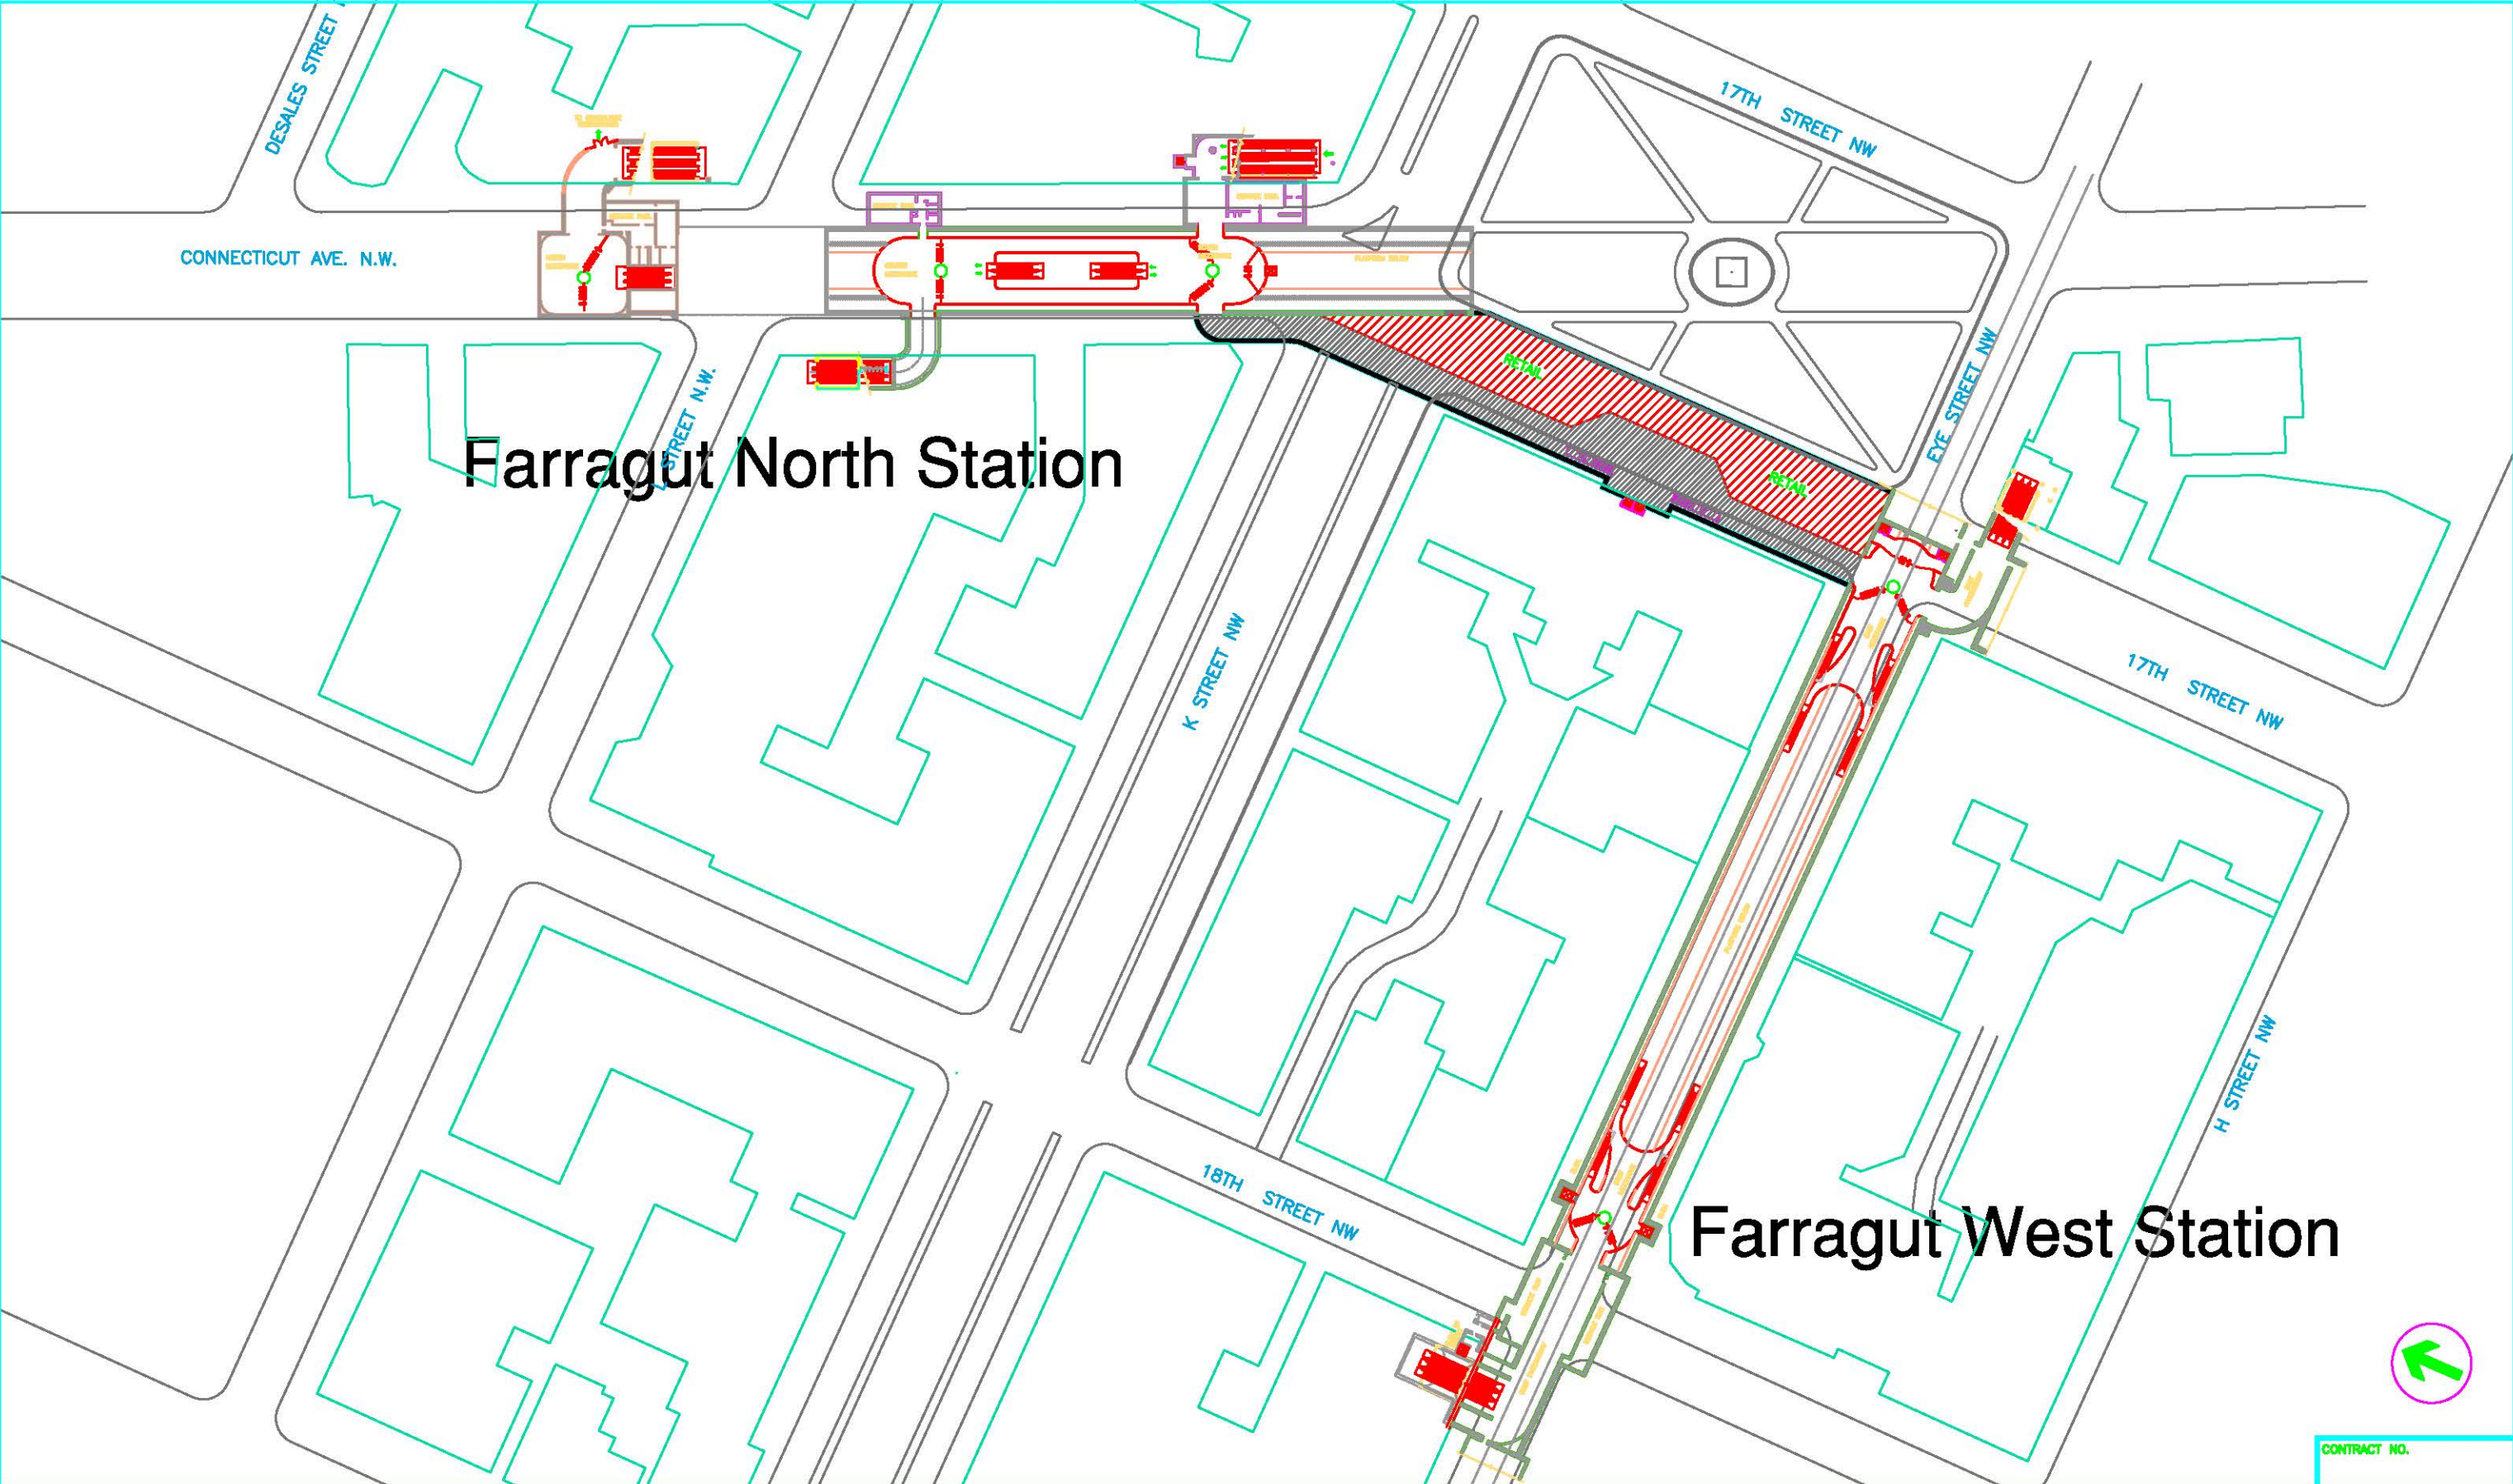 DESALES STREET
17TH STREET NW
CONNECTICUT AVE. N.W.
RETAIL
EYE STREET NW
L STREET N.W.
Farragut North Station
RETAIL
K STREET NW
17TH STREET NW
18TH STREET NW
H STREET NW
Farragut West Station
CONTRACT NO.